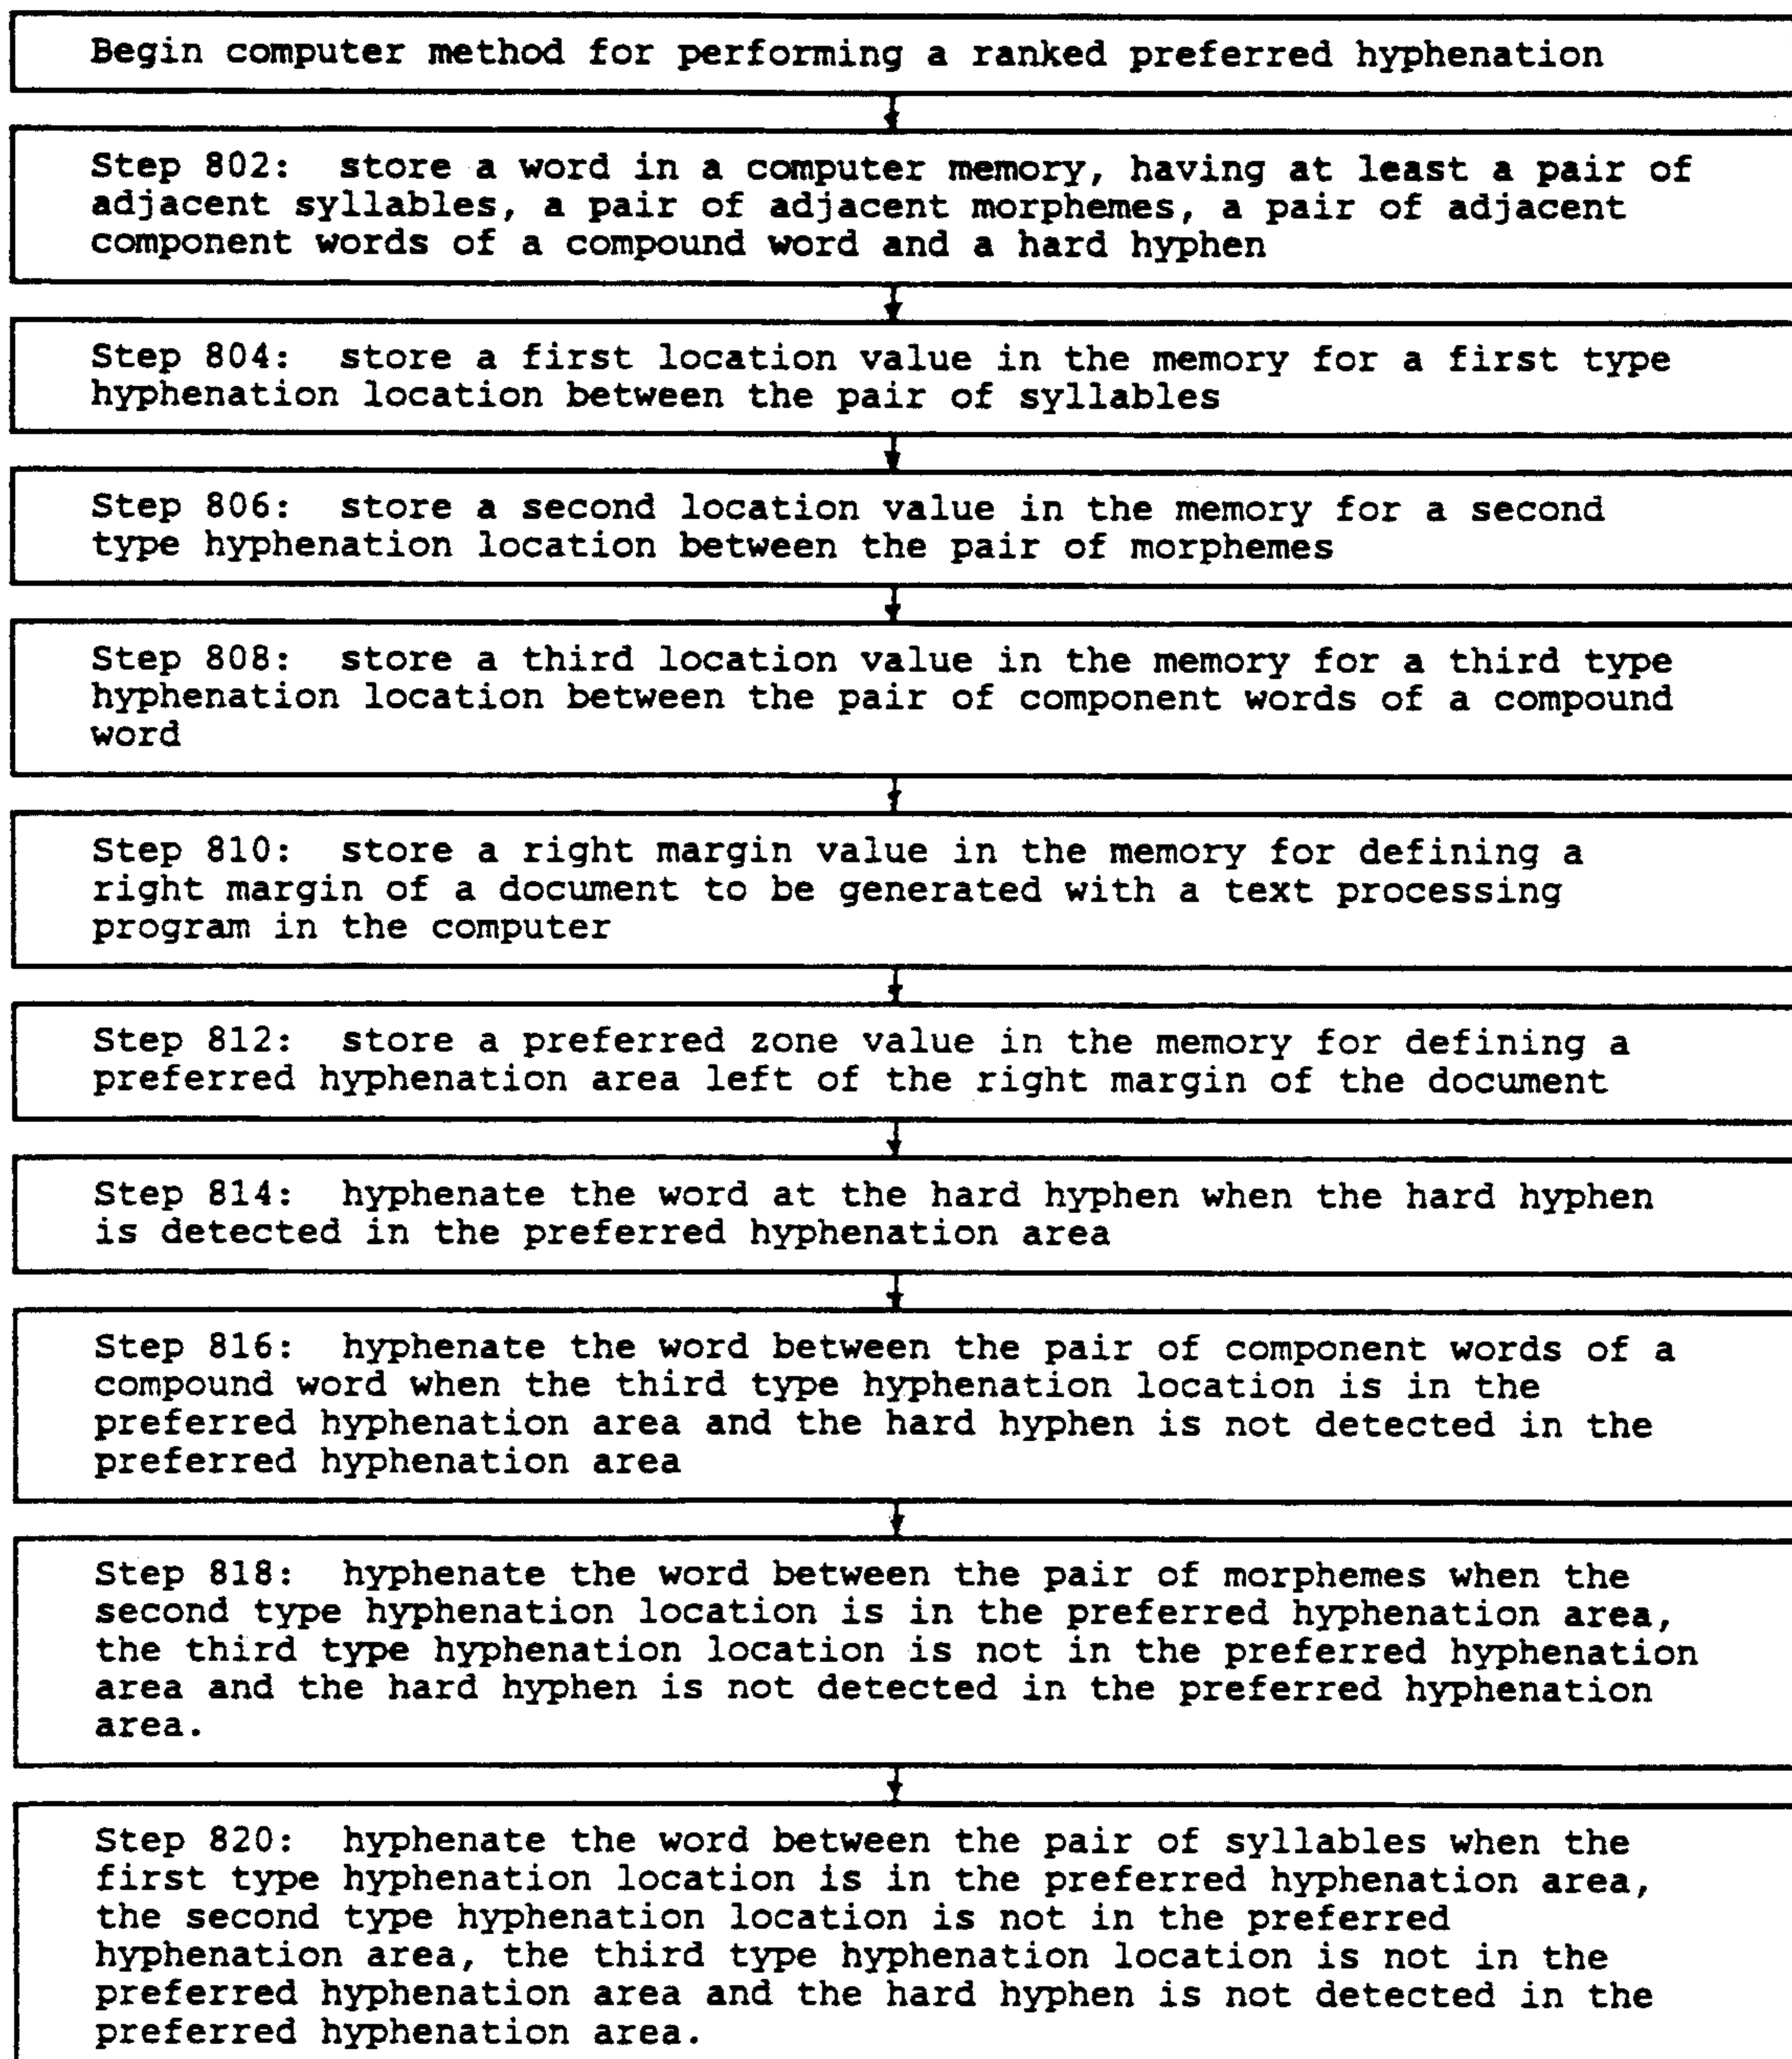 Begin computer method for performing a ranked preferred hyphenation
Step 802: store a word in a computer memory, having at least a pair of
adjacent syllables, a pair of adjacent morphemes, a pair of adjacent
component words of a compound word and a hard hyphen
Step 804: store a first location value in the memory for a first type
hyphenation location between the pair of syllables
Step 806: store a second location value in the memory for a second
type hyphenation location between the pair of morphemes
Step 808: store a third location value in the memory for a third type
hyphenation location between the pair of component words of a compound
word
Step 810: store a right margin value in the memory for defining a
right margin of a document to be generated with a text processing
program in the computer
Step 812: store a preferred zone value in the memory for defining a
preferred hyphenation area left of the right margin of the document
Step 814: hyphenate the word at the hard hyphen when the hard hyphen
is detected in the preferred hyphenation area
Step 816: hyphenate the word between the pair of component words of a
compound word when the third type hyphenation location is in the
preferred hyphenation area and the hard hyphen is not detected in the
preferred hyphenation area
Step 818: hyphenate the word between the pair of morphemes when the
second type hyphenation location is in the preferred hyphenation area,
the third type hyphenation location is not in the preferred hyphenation
area and the hard hyphen is not detected in the preferred hyphenation
area.
Step 820: hyphenate the word between the pair of syllables when the
first type hyphenation location is in the preferred hyphenation area,
the second type hyphenation location is not in the preferred
hyphenation area, the third type hyphenation location is not in the
preferred hyphenation area and the hard hyphen is not detected in the
preferred hyphenation area.